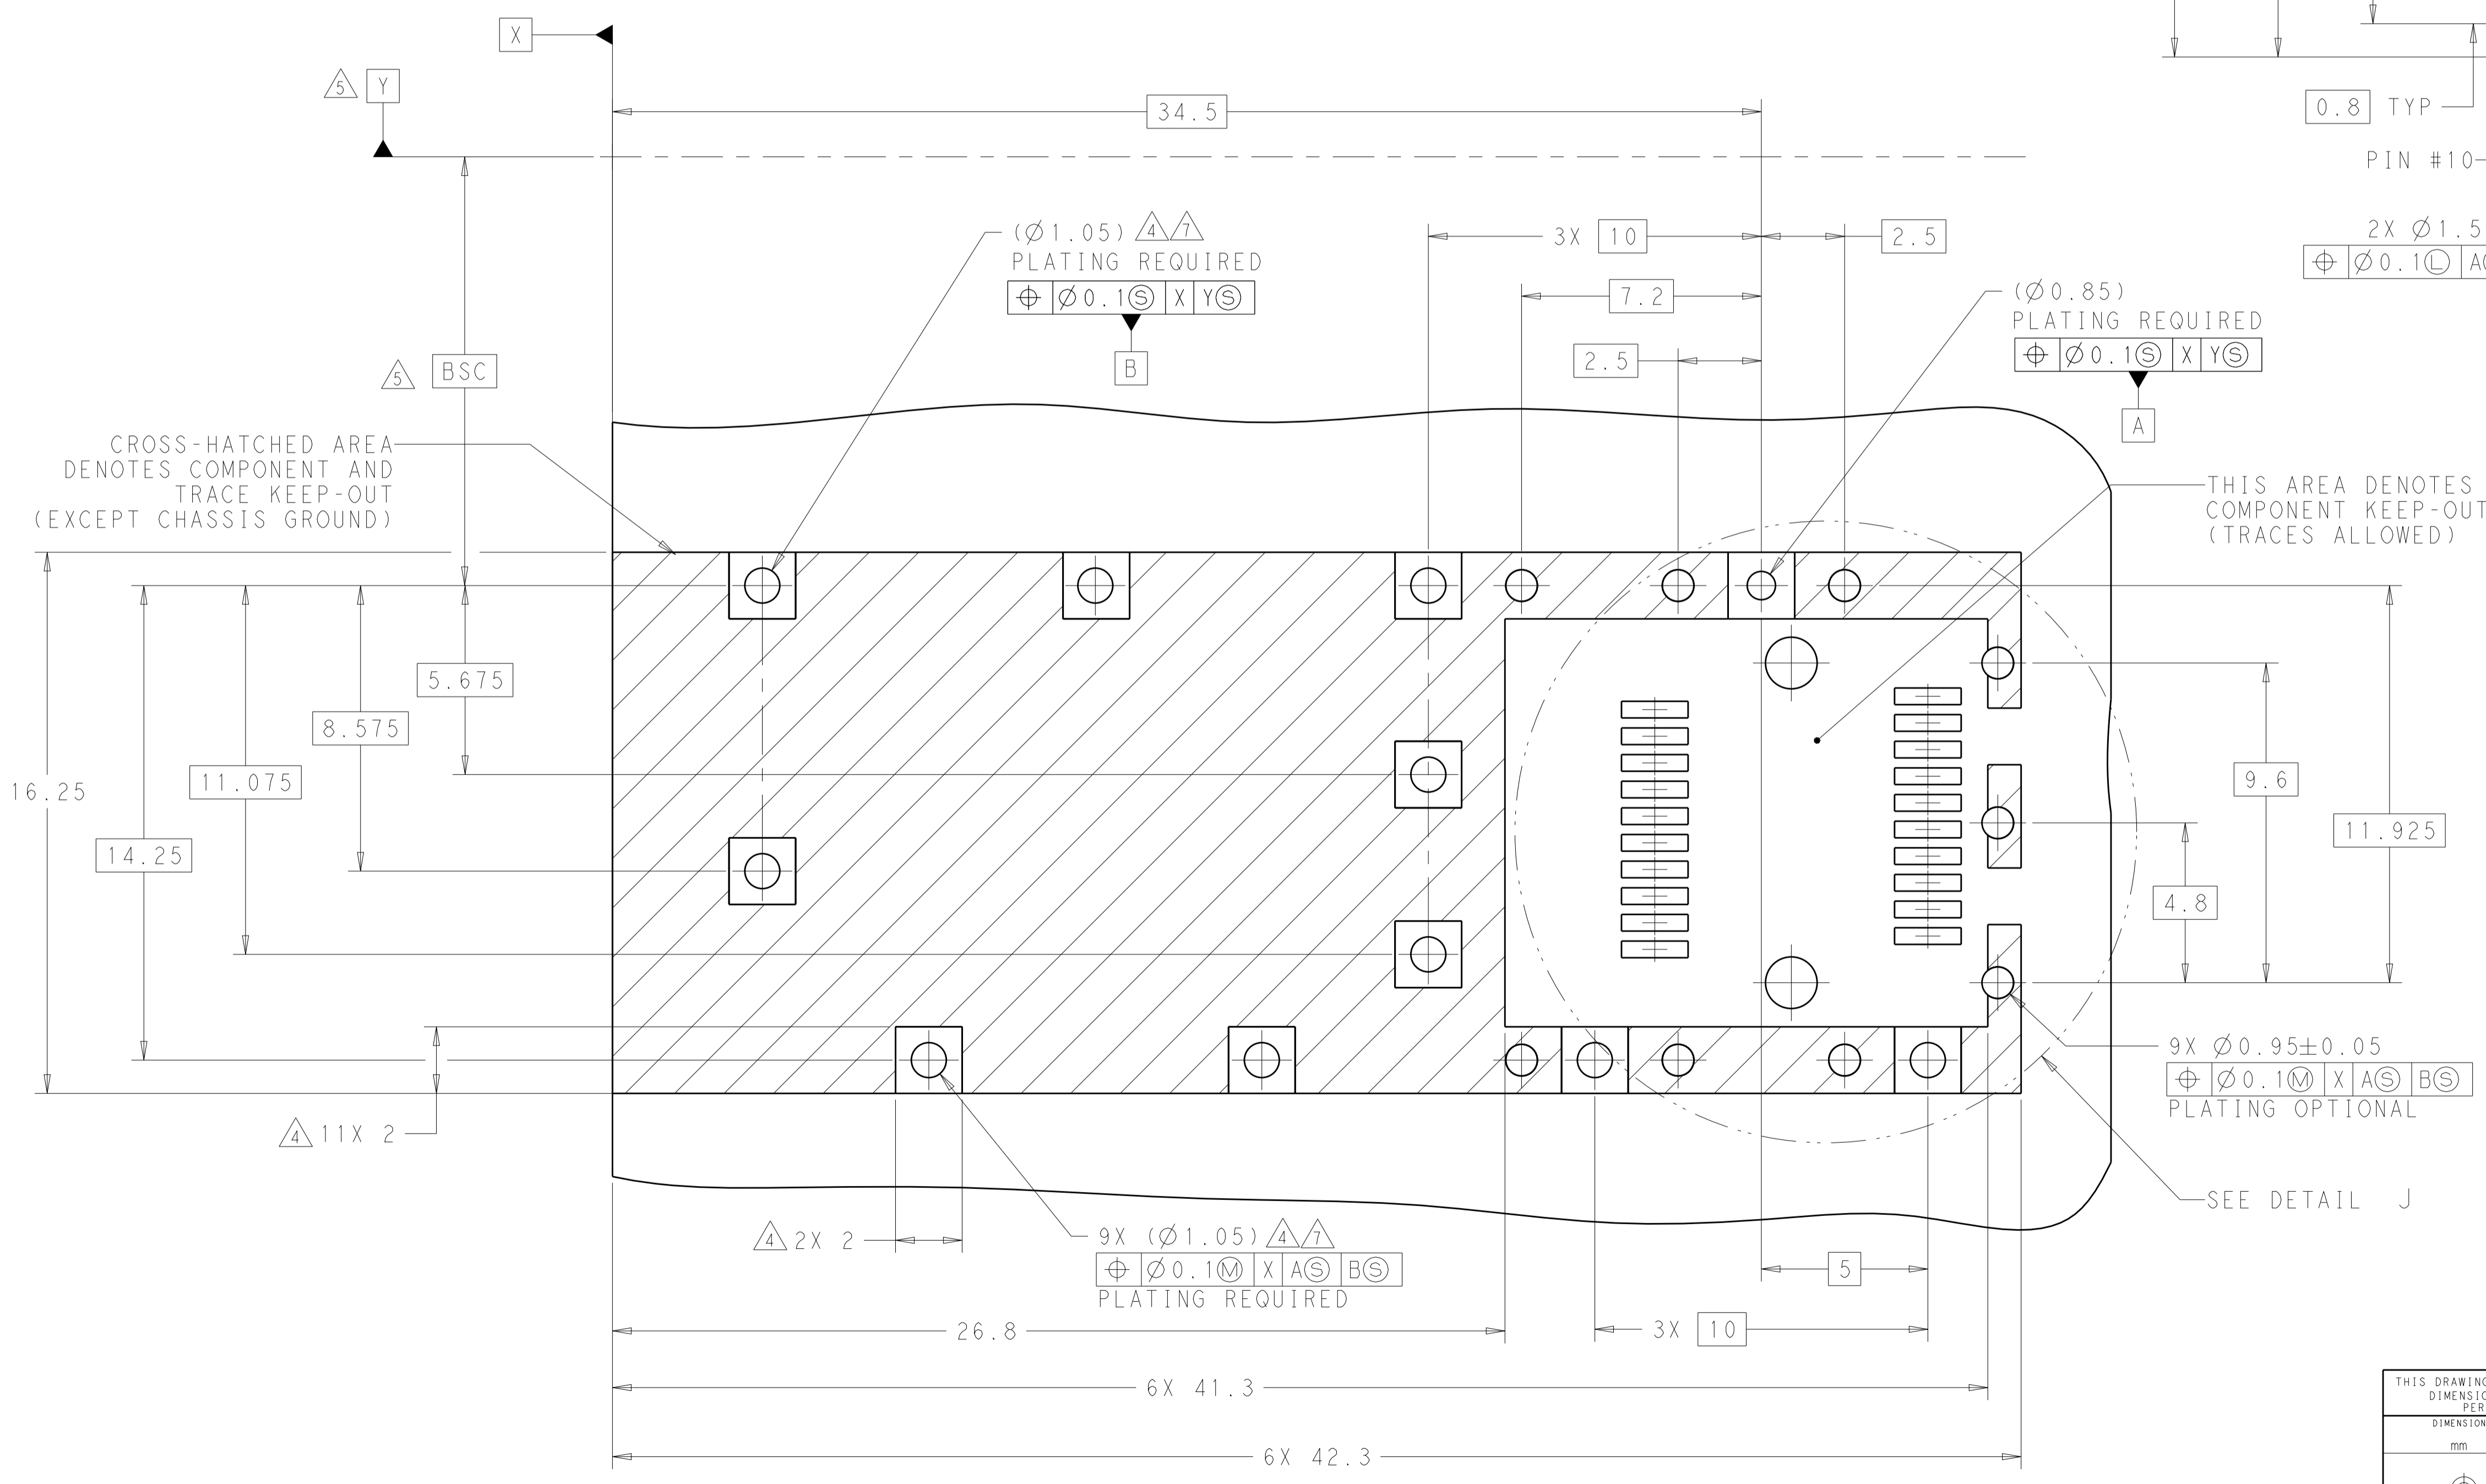 X
5 Y
34.5
0.8 TYP
PIN #10
(Ø1.05) 4 7
PLATING REQUIRED
⌖ Ø0.1Ⓢ X YⓈ
B
3X 10
2.5
7.2
2.5
2X Ø1.5
⌖ Ø0.1Ⓛ
(Ø0.85)
PLATING REQUIRED
⌖ Ø0.1Ⓢ X YⓈ
A
5 BSC
CROSS-HATCHED AREA
DENOTES COMPONENT AND
TRACE KEEP-OUT
(EXCEPT CHASSIS GROUND)
THIS AREA DENOTES
COMPONENT KEEP-OUT
(TRACES ALLOWED)
5.675
8.575
11.075
16.25
14.25
9.6
11.925
4.8
4 11X 2
9X Ø0.95±0.05
⌖ Ø0.1Ⓜ X AⓈ BⓈ
PLATING OPTIONAL
SEE DETAIL J
4 2X 2
9X (Ø1.05) 4 7
⌖ Ø0.1Ⓜ X AⓈ BⓈ
PLATING REQUIRED
5
26.8
3X 10
6X 41.3
6X 42.3
THIS DRAWING
PER
mm